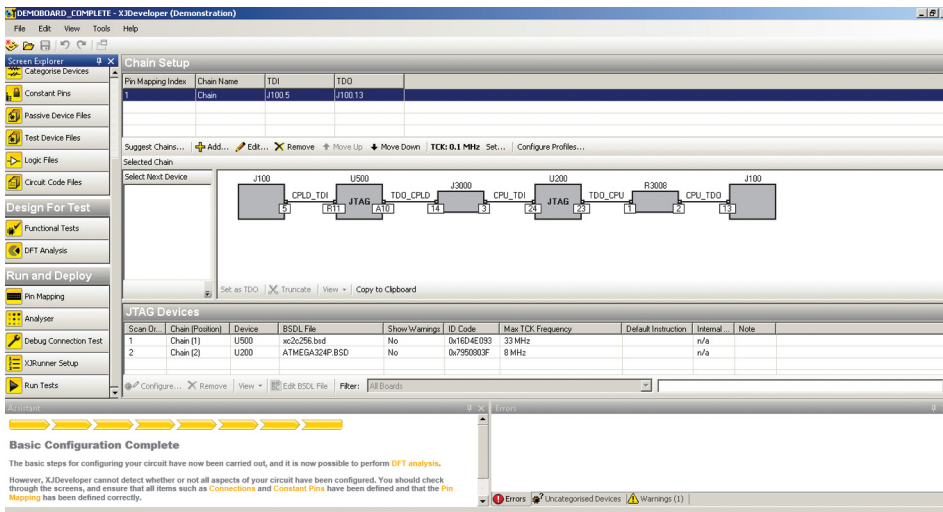 DEMOBOARD_COMPLETE - XJDeveloper (Demonstration)
File Edit View Tools Help
Screen Explorer
Categorise Devices
Constant Pins
Passive Device Files
Test Device Files
Logic Files
Circuit Code Files
Design For Test
Functional Tests
DFT Analysis
Run and Deploy
Pin Mapping
Analyser
Debug Connection Test
XJRunner Setup
Run Tests
Chain Setup
Pin Mapping Index Chain Name TDI TDO
1 Chain J100.5 J100.13
Suggest Chains... Add... Edit... Remove Move Up Move Down TCK: 0.1 MHz Set... Configure Profiles...
Selected Chain
Select Next Device
J100 U500 J3000 U200 R3008 J100
CPLD_TDI JTAG TDO_CPLD CPU_TDI JTAG TDO_CPU CPU_TDO
5 R11 A10 14 3 24 23 1 2 13
Set as TDO Truncate View Copy to Clipboard
JTAG Devices
Scan Or... Chain (Position) Device BSDL File Show Warnings ID Code Max TCK Frequency Default Instruction Internal ... Note
1 Chain (1) U500 xc2c256.bsd No 0x16D4E093 33 MHz n/a
2 Chain (2) U200 ATMEGA324P.BSD No 0x7950803F 8 MHz n/a
Configure... Remove View Edit BSDL File Filter: All Boards
Assistant
Basic Configuration Complete
The basic steps for configuring your circuit have now been carried out, and it is now possible to perform DFT analysis.
However, XJDeveloper cannot detect whether or not all aspects of your circuit have been configured. You should check
through the screens, and ensure that all items such as Connections and Constant Pins have been defined and that the Pin
Mapping has been defined correctly.
Errors
Errors Uncategorised Devices Warnings (1)